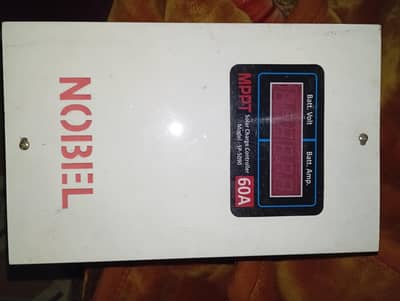 NOBEL
Batt. Volt Batt. Amp.
MPPT
Solar Charge Controller
60A